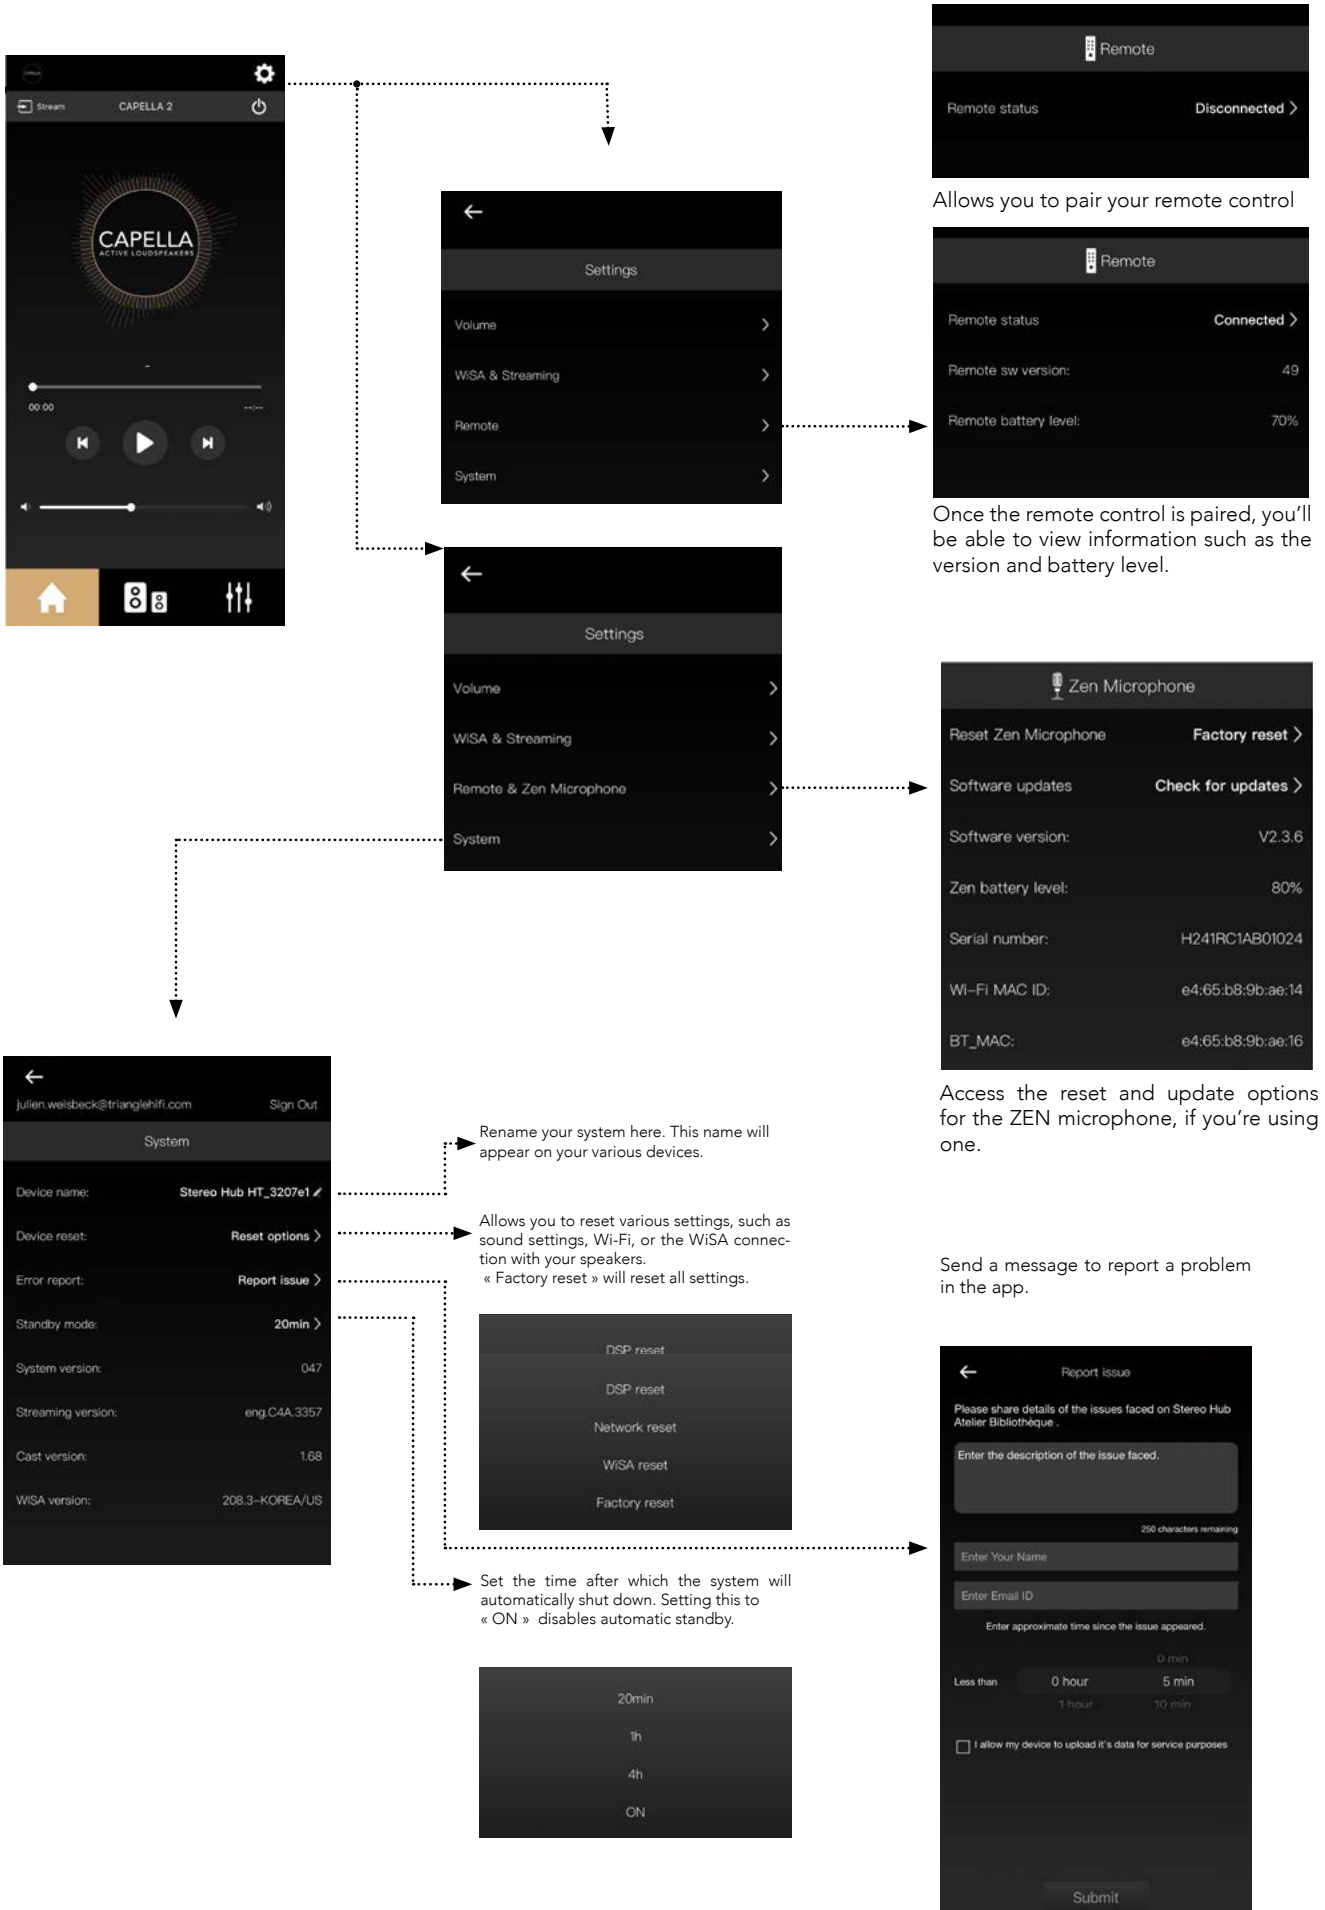 CAPELLA
Stream CAPELLA 2
CAPELLA
ACTIVE LOUDSPEAKERS
-
00:00 --:--
Settings
Volume
WiSA & Streaming
Remote
System
Remote
Remote status Disconnected
Allows you to pair your remote control
Remote
Remote status Connected
Remote sw version: 49
Remote battery level: 70%
Once the remote control is paired, you’ll
be able to view information such as the
version and battery level.
Settings
Volume
WiSA & Streaming
Remote & Zen Microphone
System
Zen Microphone
Reset Zen Microphone Factory reset
Software updates Check for updates
Software version: V2.3.6
Zen battery level: 80%
Serial number: H241RC1AB01024
Wi-Fi MAC ID: e4:65:b8:9b:ae:14
BT_MAC: e4:65:b8:9b:ae:16
Access the reset and update options
for the ZEN microphone, if you’re using
one.
julien.weisbeck@trianglehifi.com Sign Out
System
Device name: Stereo Hub HT_3207e1
Device reset: Reset options
Error report: Report issue
Standby mode: 20min
System version: 047
Streaming version: eng.C4A.3357
Cast version: 1.68
WiSA version: 208.3-KOREA/US
Rename your system here. This name will
appear on your various devices.
Allows you to reset various settings, such as
sound settings, Wi-Fi, or the WiSA connec-
tion with your speakers.
« Factory reset » will reset all settings.
DSP reset
DSP reset
Network reset
WiSA reset
Factory reset
Set the time after which the system will
automatically shut down. Setting this to
« ON » disables automatic standby.
20min
1h
4h
ON
Send a message to report a problem
in the app.
Report issue
Please share details of the issues faced on Stereo Hub
Atelier Bibliothèque .
Enter the description of the issue faced.
250 characters remaining
Enter Your Name
Enter Email ID
Enter approximate time since the issue appeared.
0 min
Less than 0 hour 5 min
1 hour 10 min
I allow my device to upload it's data for service purposes
Submit